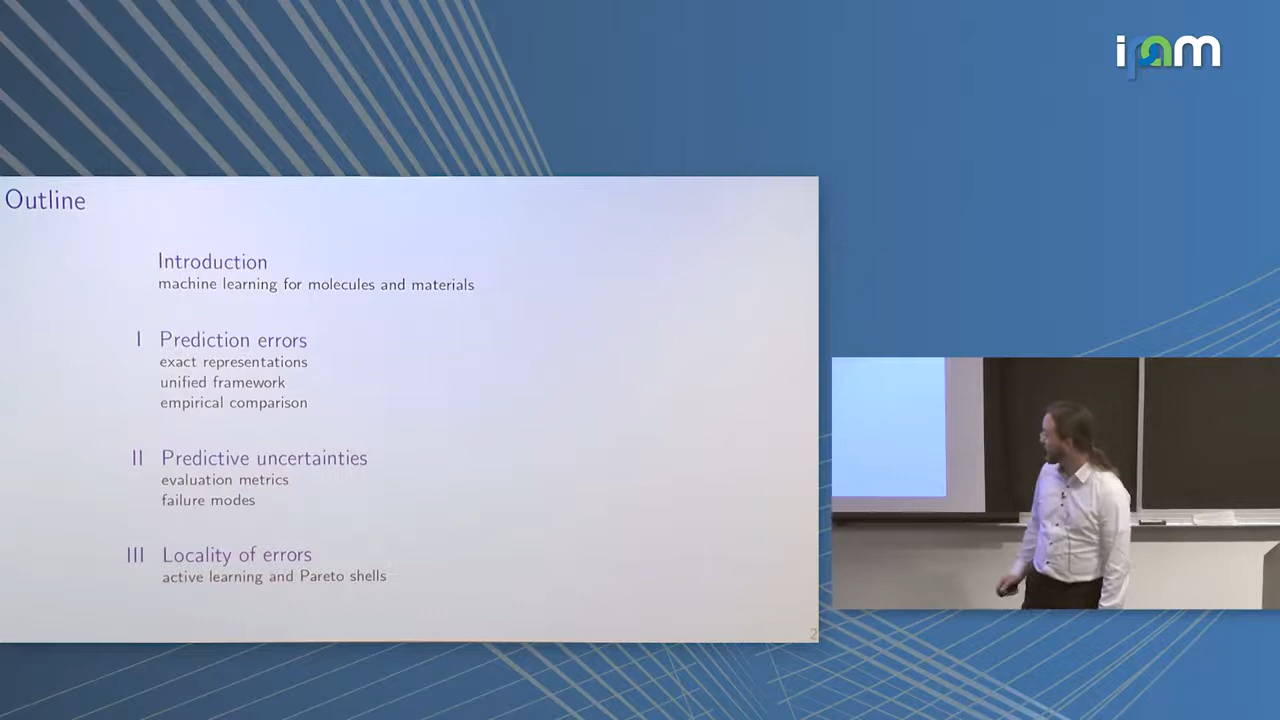 ipam
Outline
Introduction
machine learning for molecules and materials
I Prediction errors
exact representations
unified framework
empirical comparison
II Predictive uncertainties
evaluation metrics
failure modes
III Locality of errors
active learning and Pareto shells
2